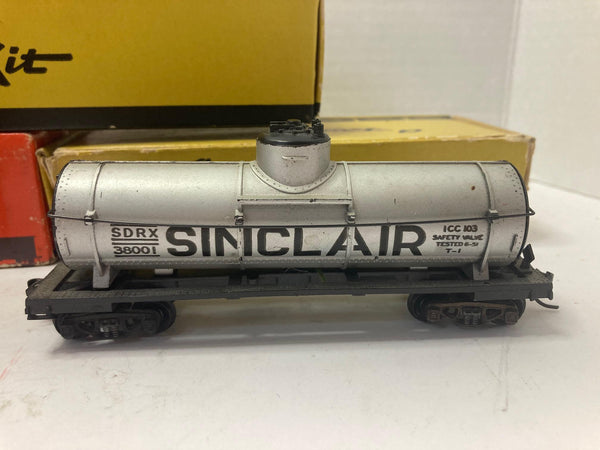 Kit
SDRX
38001
SINCLAIR
ICC 103
SAFETY VALVE
TESTED 6-51
T-1